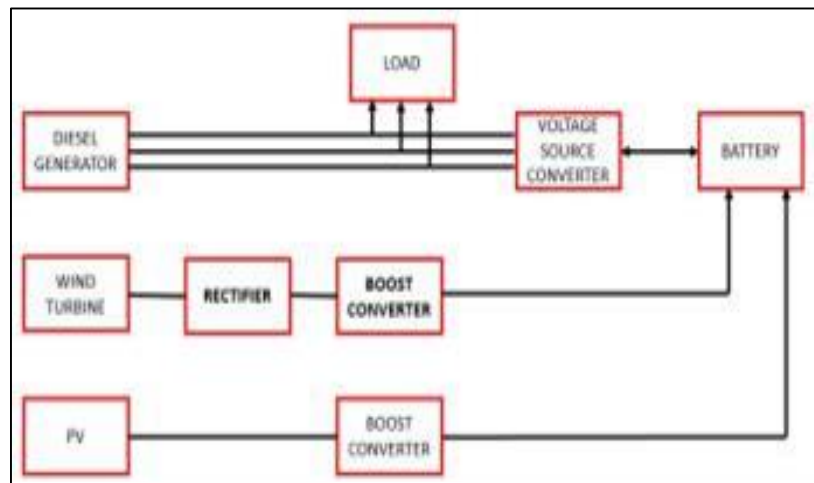 LOAD
DIESEL
GENERATOR
VOLTAGE
SOURCE
CONVERTER
BATTERY
WIND
TURBINE
RECTIFIER
BOOST
CONVERTER
PV
BOOST
CONVERTER